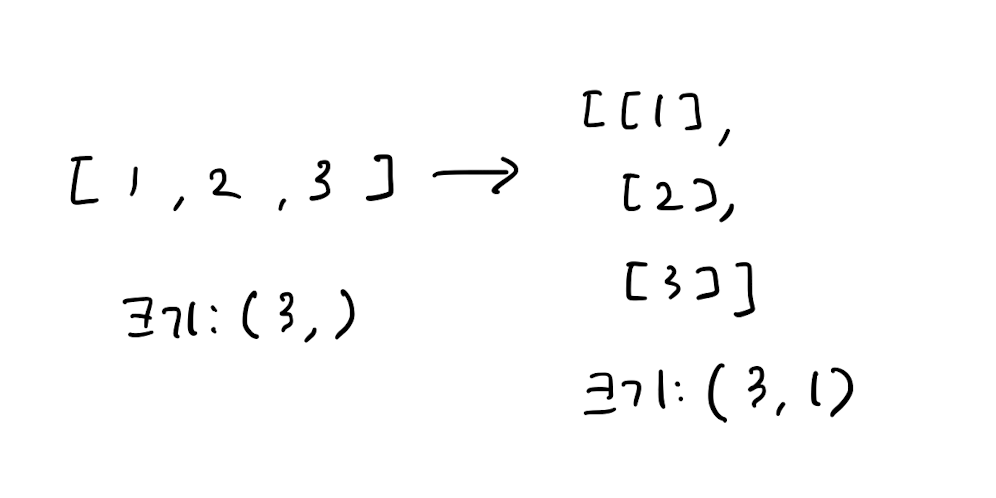 [ 1 , 2 , 3 ] →
크기: ( 3 , )
[ [ 1 ] ,
[ 2 ] ,
[ 3 ] ]
크기: ( 3 , 1 )